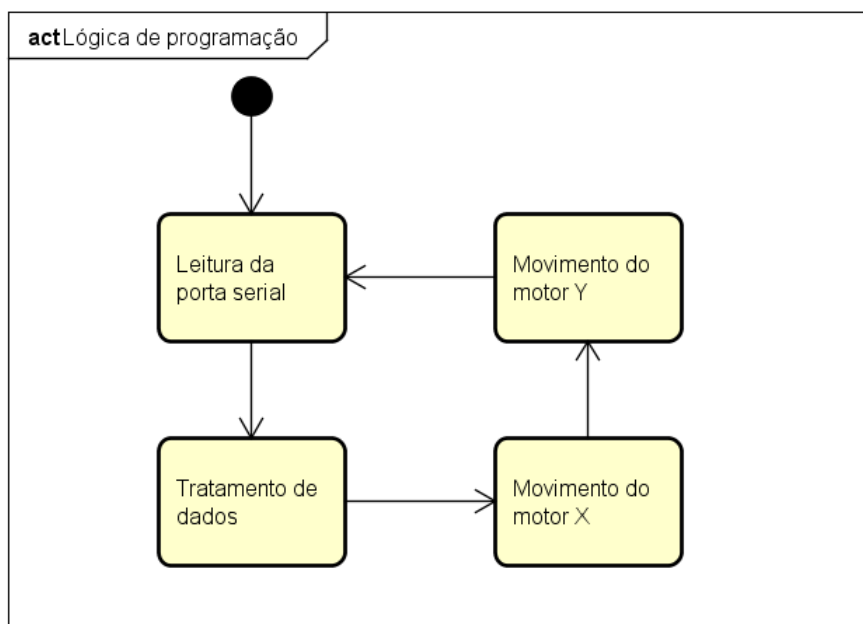 act Lógica de programação
Leitura da
porta serial
Movimento do
motor Y
Tratamento de
dados
Movimento do
motor X